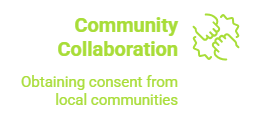 Community
Collaboration
Obtaining consent from
local communities